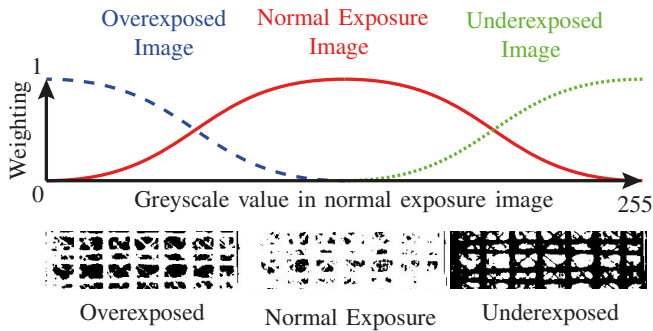 Overexposed
Image
Normal Exposure
Image
Underexposed
Image
1
Weighting
0
Greyscale value in normal exposure image
255
Overexposed
Normal Exposure
Underexposed